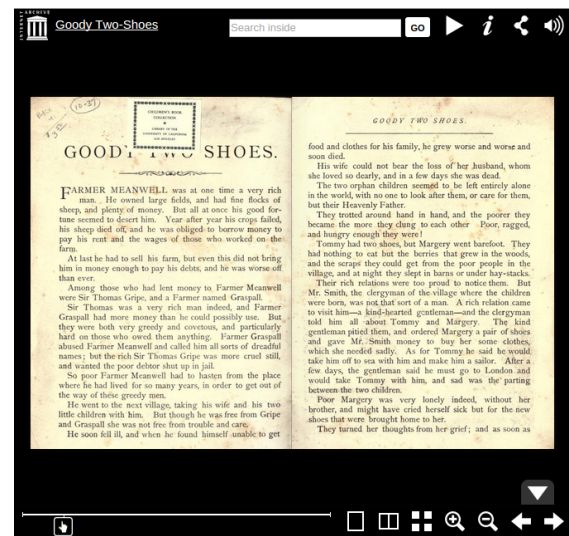 INTERNET ARCHIVE
Goody Two-Shoes
Search inside
GO
(10-37)
CHILDREN'S BOOK
COLLECTION
LIBRARY OF THE
UNIVERSITY OF CALIFORNIA
LOS ANGELES
GOODY TWO SHOES.
FARMER MEANWELL was at one time a very rich
man. He owned large fields, and had fine flocks of
sheep, and plenty of money. But all at once his good for-
tune seemed to desert him. Year after year his crops failed,
his sheep died off, and he was obliged to borrow money to
pay his rent and the wages of those who worked on the
farm.
At last he had to sell his farm, but even this did not bring
him in money enough to pay his debts, and he was worse off
than ever.
Among those who had lent money to Farmer Meanwell
were Sir Thomas Gripe, and a Farmer named Graspall.
Sir Thomas was a very rich man indeed, and Farmer
Graspall had more money than he could possibly use. But
they were both very greedy and covetous, and particularly
hard on those who owed them anything. Farmer Graspall
abused Farmer Meanwell and called him all sorts of dreadful
names; but the rich Sir Thomas Gripe was more cruel still,
and wanted the poor debtor shut up in jail.
So poor Farmer Meanwell had to hasten from the place
where he had lived for so many years, in order to get out of
the way of these greedy men.
He went to the next village, taking his wife and his two
little children with him. But though he was free from Gripe
and Graspall she was not free from trouble and care.
He soon fell ill, and when he found himself unable to get
GOODY TWO SHOES.
food and clothes for his family, he grew worse and worse and
soon died.
His wife could not bear the loss of her husband, whom
she loved so dearly, and in a few days she was dead.
The two orphan children seemed to be left entirely alone
in the world, with no one to look after them, or care for them,
but their Heavenly Father.
They trotted around hand in hand, and the poorer they
became the more they clung to each other Poor, ragged,
and hungry enough they were!
Tommy had two shoes, but Margery went barefoot. They
had nothing to eat but the berries that grew in the woods,
and the scraps they could get from the poor people in the
village, and at night they slept in barns or under hay-stacks.
Their rich relations were too proud to notice them. But
Mr. Smith, the clergyman of the village where the children
were born, was not that sort of a man. A rich relation came
to visit him—a kind-hearted gentleman—and the clergyman
told him all about Tommy and Margery. The kind
gentleman pitied them, and ordered Margery a pair of shoes
and gave Mr. Smith money to buy her some clothes,
which she needed sadly. As for Tommy he said he would
take him off to sea with him and make him a sailor. After a
few days, the gentleman said he must go to London and
would take Tommy with him, and sad was the parting
between the two children.
Poor Margery was very lonely indeed, without her
brother, and might have cried herself sick but for the new
shoes that were brought home to her.
They turned her thoughts from her grief; and as soon as